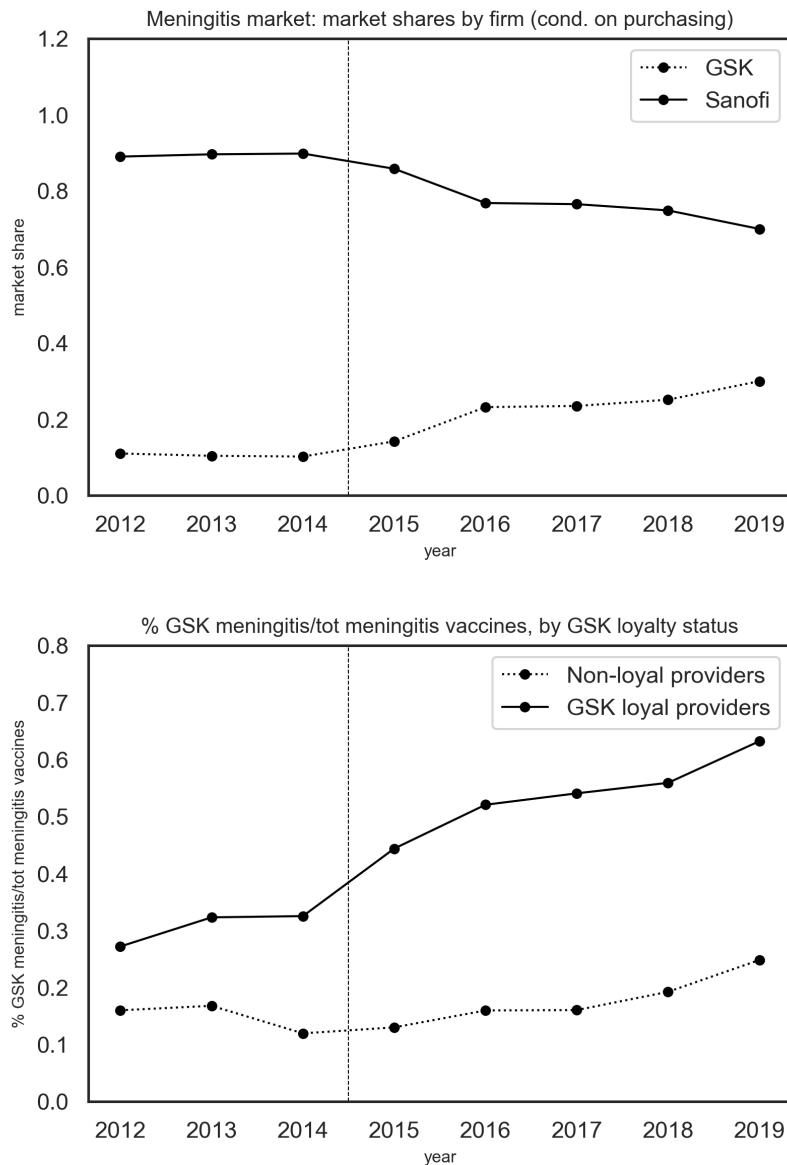 Meningitis market: market shares by firm (cond. on purchasing)
1.2
1.0
0.8
0.6
0.4
0.2
0.0
market share
GSK
Sanofi
2012 2013 2014 2015 2016 2017 2018 2019
year
% GSK meningitis/tot meningitis vaccines, by GSK loyalty status
0.8
0.7
0.6
0.5
0.4
0.3
0.2
0.1
0.0
% GSK meningitis/tot meningitis vaccines
Non-loyal providers
GSK loyal providers
2012 2013 2014 2015 2016 2017 2018 2019
year